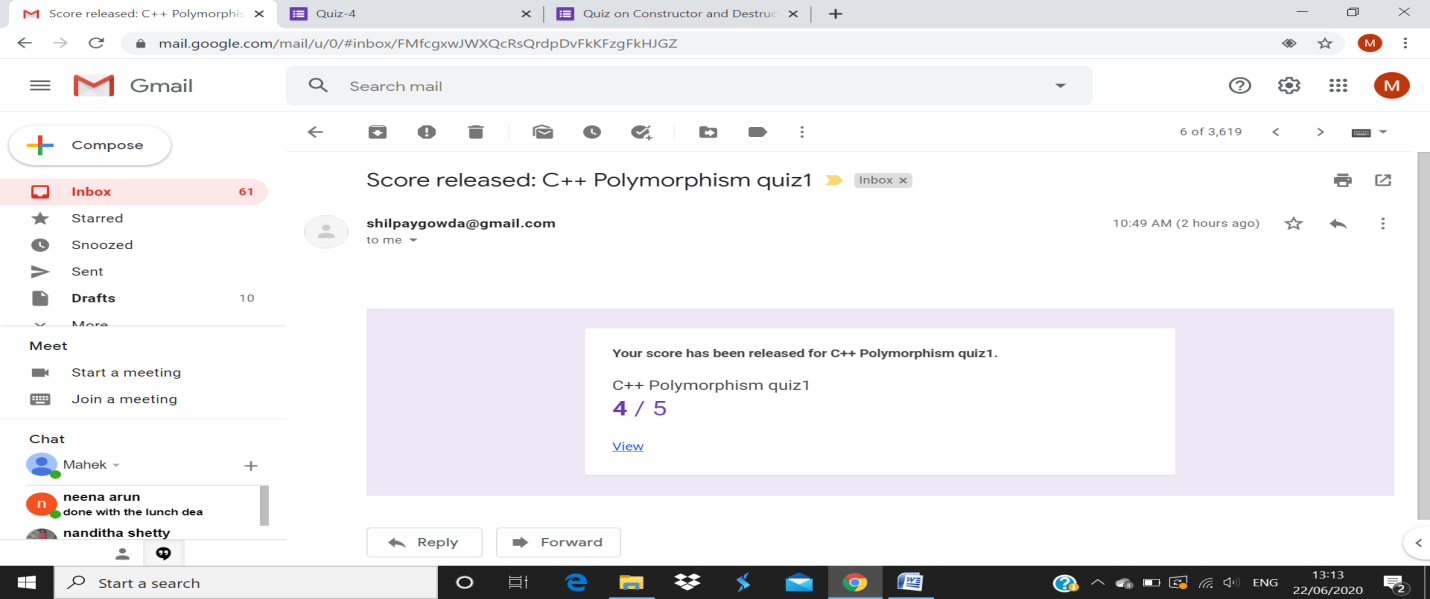 Score released: C++ Polymorphis
Quiz-4
Quiz on Constructor and Destruc
mail.google.com/mail/u/0/#inbox/FMfcgxwJWXQcRsQrdpDvFkKFzgFkHJGZ
M
Gmail
Search mail
M
Compose
6 of 3,619
Inbox 61
Starred
Snoozed
Sent
Drafts 10
More
Meet
Start a meeting
Join a meeting
Chat
Mahek
n
neena arun
done with the lunch dea
nanditha shetty
Score released: C++ Polymorphism quiz1
Inbox x
shilpaygowda@gmail.com
10:49 AM (2 hours ago)
to me
Your score has been released for C++ Polymorphism quiz1.
C++ Polymorphism quiz1
4 / 5
View
Reply
Forward
Start a search
ENG
13:13
22/06/2020
2